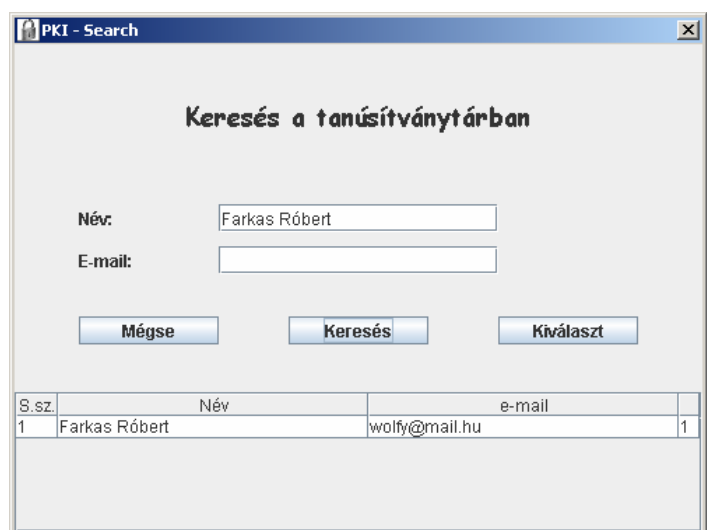 PKI - Search
Keresés a tanúsítványtárban
Név: Farkas Róbert
E-mail:
Mégse Keresés Kiválaszt
S.sz. Név e-mail
1 Farkas Róbert wolfy@mail.hu 1